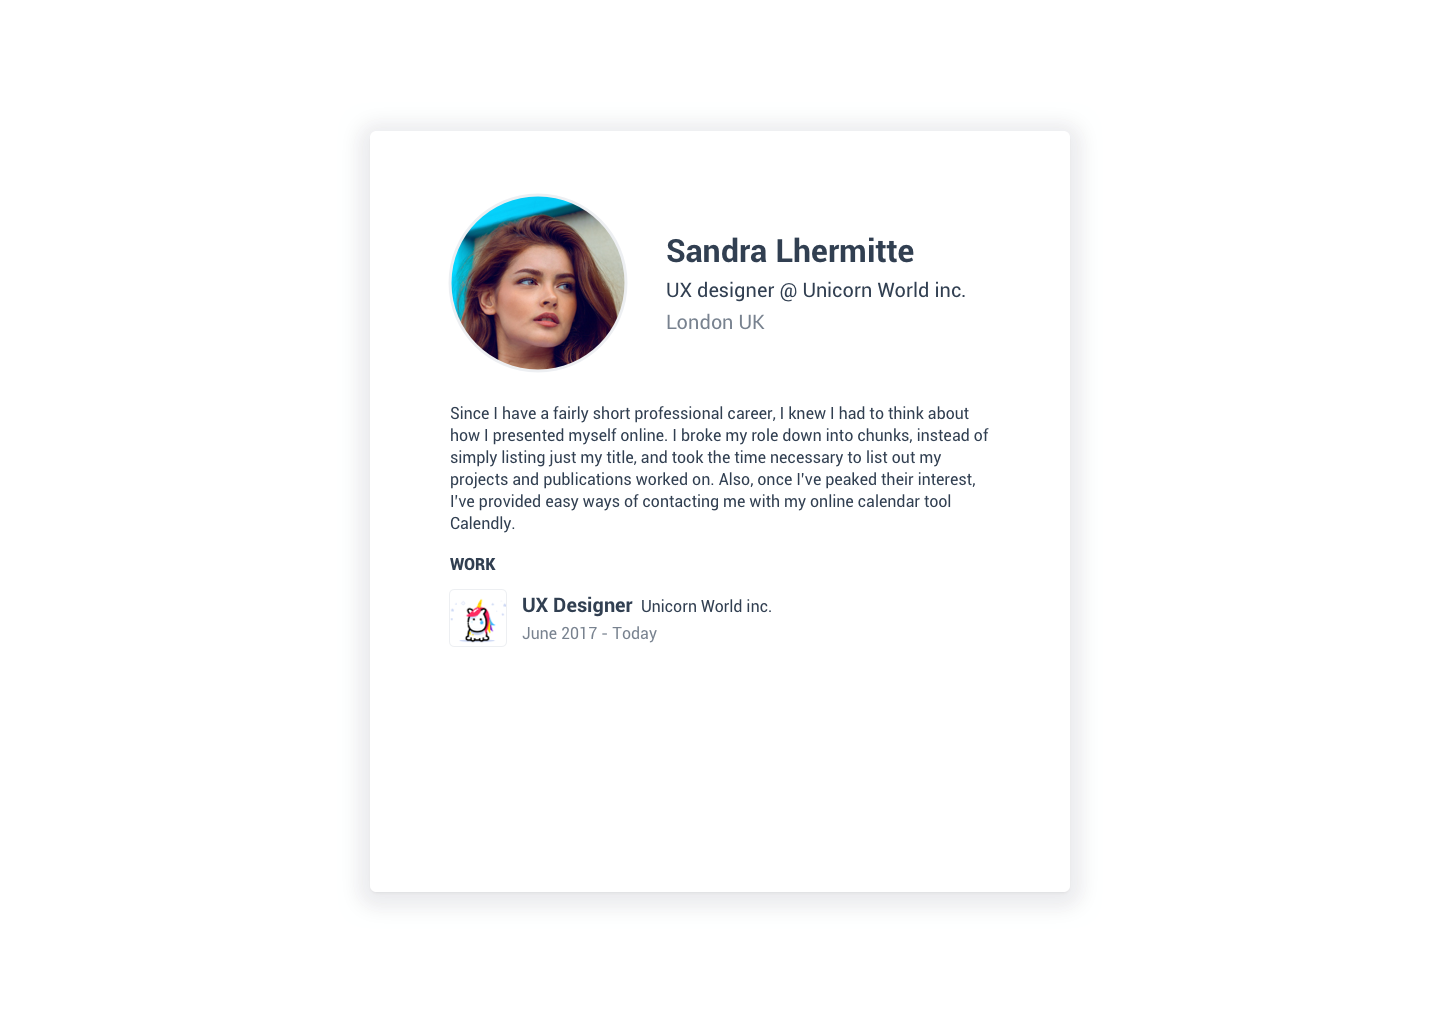 Sandra Lhermitte
UX designer @ Unicorn World inc.
London UK
Since I have a fairly short professional career, I knew I had to think about
how I presented myself online. I broke my role down into chunks, instead of
simply listing just my title, and took the time necessary to list out my
projects and publications worked on. Also, once I've peaked their interest,
I've provided easy ways of contacting me with my online calendar tool
Calendly.
WORK
UX Designer Unicorn World inc.
June 2017 - Today